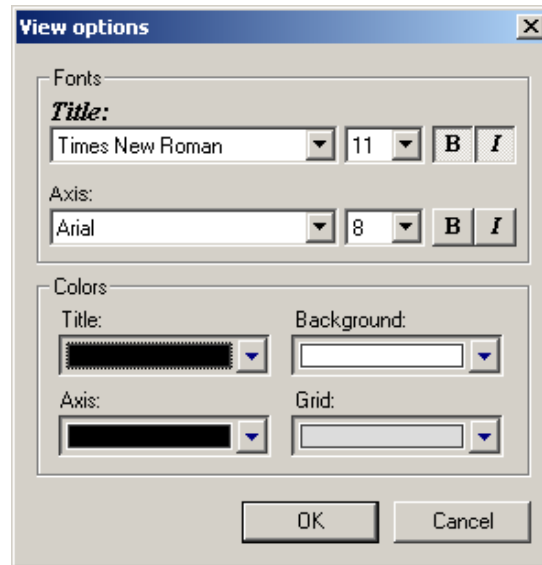 View options
Fonts
Title:
Times New Roman 11 B I
Axis:
Arial 8 B I
Colors
Title: Background:
Axis: Grid:
OK Cancel